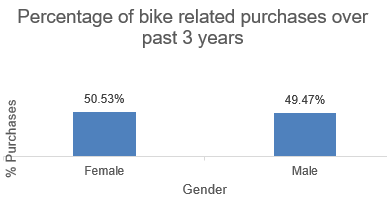 Percentage of bike related purchases over
past 3 years
50.53%
49.47%
% Purchases
Female
Male
Gender